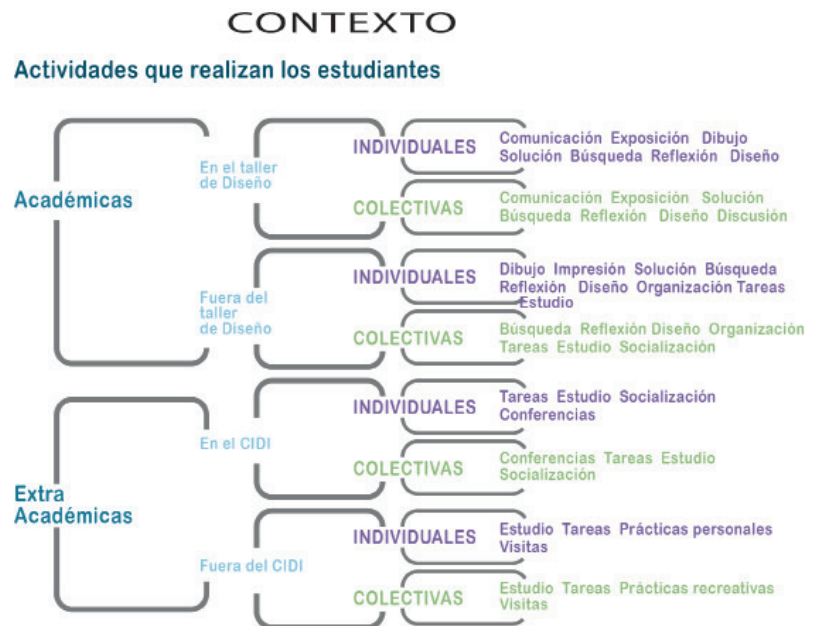 CONTEXTO
Actividades que realizan los estudiantes
Académicas
En el taller
de Diseño
INDIVIDUALES
Comunicación Exposición Dibujo
Solución Búsqueda Reflexión Diseño
COLECTIVAS
Comunicación Exposición Solución
Búsqueda Reflexión Diseño Discusión
Fuera del
taller
de Diseño
INDIVIDUALES
Dibujo Impresión Solución Búsqueda
Reflexión Diseño Organización Tareas
Estudio
COLECTIVAS
Búsqueda Reflexión Diseño Organización
Tareas Estudio Socialización
Extra
Académicas
En el CIDI
INDIVIDUALES
Tareas Estudio Socialización
Conferencias
COLECTIVAS
Conferencias Tareas Estudio
Socialización
Fuera del CIDI
INDIVIDUALES
Estudio Tareas Prácticas personales
Visitas
COLECTIVAS
Estudio Tareas Prácticas recreativas
Visitas